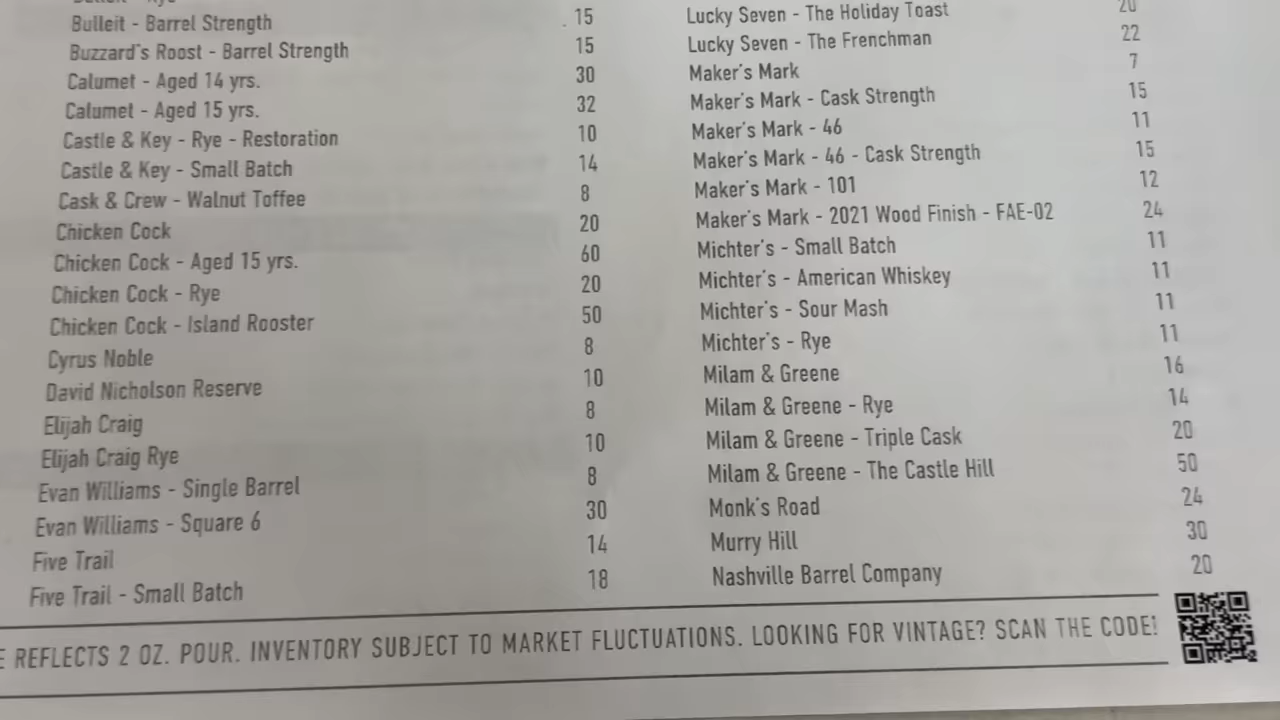 Bulleit - Barrel Strength 15
Buzzard's Roost - Barrel Strength 15
Calumet - Aged 14 yrs. 30
Calumet - Aged 15 yrs. 32
Castle & Key - Rye - Restoration 10
Castle & Key - Small Batch 14
Cask & Crew - Walnut Toffee 8
Chicken Cock 20
Chicken Cock - Aged 15 yrs. 60
Chicken Cock - Rye 20
Chicken Cock - Island Rooster 50
Cyrus Noble 8
David Nicholson Reserve 10
Elijah Craig 8
Elijah Craig Rye 10
Evan Williams - Single Barrel 8
Evan Williams - Square 6 30
Five Trail 14
Five Trail - Small Batch 18
Lucky Seven - The Holiday Toast 20
Lucky Seven - The Frenchman 22
Maker's Mark 7
Maker's Mark - Cask Strength 15
Maker's Mark - 46 11
Maker's Mark - 46 - Cask Strength 15
Maker's Mark - 101 12
Maker's Mark - 2021 Wood Finish - FAE-02 24
Michter's - Small Batch 11
Michter's - American Whiskey 11
Michter's - Sour Mash 11
Michter's - Rye 11
Milam & Greene 16
Milam & Greene - Rye 14
Milam & Greene - Triple Cask 20
Milam & Greene - The Castle Hill 50
Monk's Road 24
Murry Hill 30
Nashville Barrel Company 20
REFLECTS 2 OZ. POUR. INVENTORY SUBJECT TO MARKET FLUCTUATIONS. LOOKING FOR VINTAGE? SCAN THE CODE!